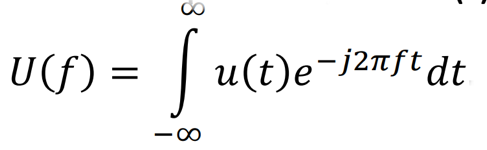 U(f) = ∫_{-∞}^{∞} u(t)e^{-j2πft} dt